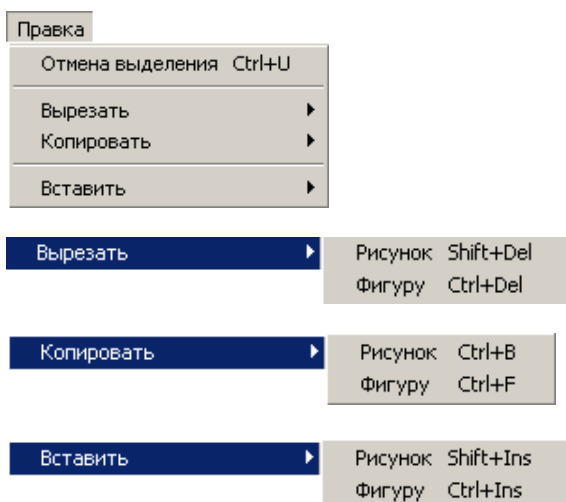 Правка
Отмена выделения Ctrl+U
Вырезать
Копировать
Вставить
Вырезать Рисунок Shift+Del
Фигуру Ctrl+Del
Копировать Рисунок Ctrl+B
Фигуру Ctrl+F
Вставить Рисунок Shift+Ins
Фигуру Ctrl+Ins